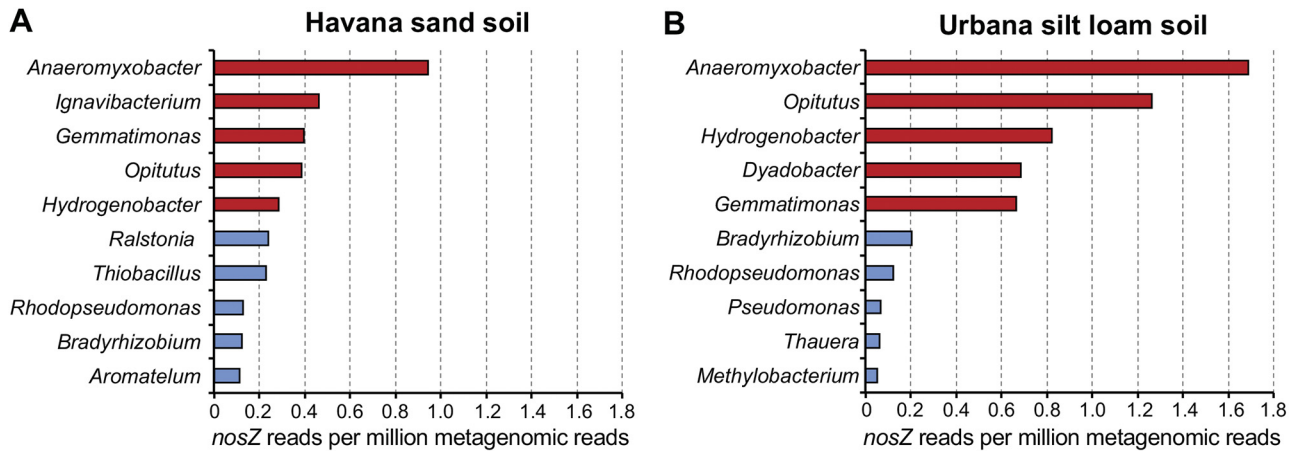 A
Havana sand soil
Anaeromyxobacter
Ignavibacterium
Gemmatimonas
Opitutus
Hydrogenobacter
Ralstonia
Thiobacillus
Rhodopseudomonas
Bradyrhizobium
Aromatelum
0 0.2 0.4 0.6 0.8 1.0 1.2 1.4 1.6 1.8
nosZ reads per million metagenomic reads
B
Urbana silt loam soil
Anaeromyxobacter
Opitutus
Hydrogenobacter
Dyadobacter
Gemmatimonas
Bradyrhizobium
Rhodopseudomonas
Pseudomonas
Thauera
Methylobacterium
0 0.2 0.4 0.6 0.8 1.0 1.2 1.4 1.6 1.8
nosZ reads per million metagenomic reads